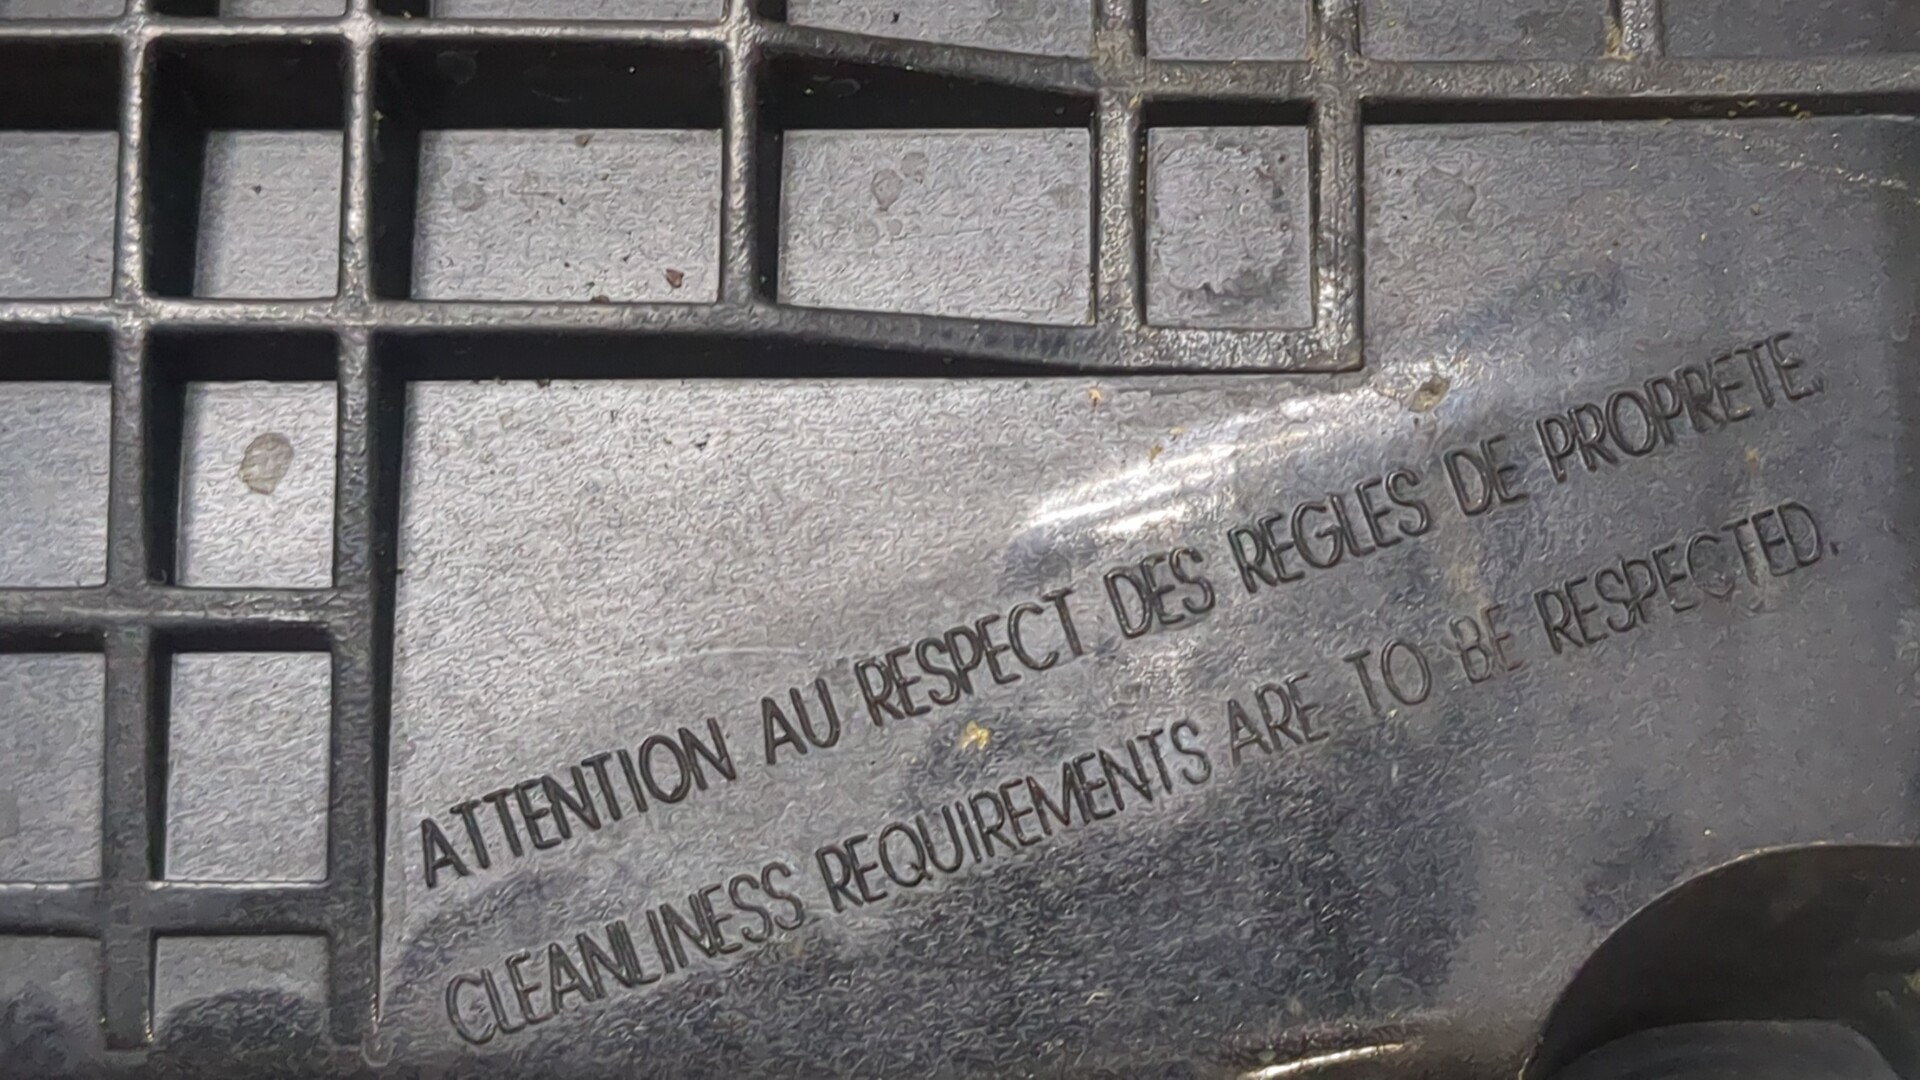 ATTENTION AU RESPECT DES REGLES DE PROPRETE.
CLEANLINESS REQUIREMENTS ARE TO BE RESPECTED.